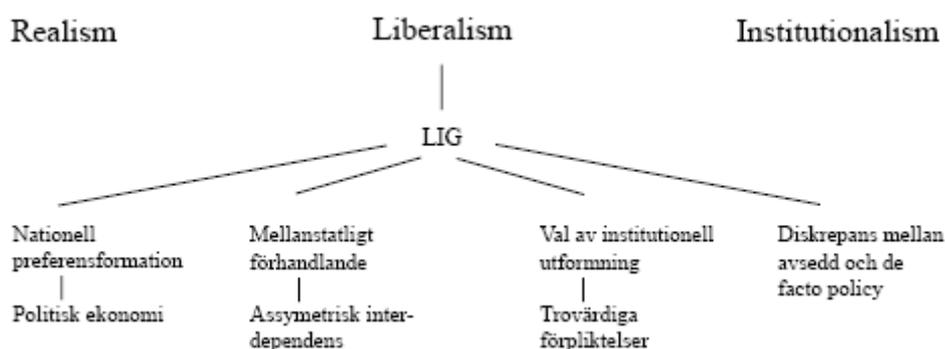 Realism Liberalism Institutionalism
LIG
Nationell
preferensformation
Politisk ekonomi
Mellanstatligt
förhandlande
Assymetrisk inter-
dependens
Val av institutionell
utformning
Trovärdiga
förpliktelser
Diskrepans mellan
avsedd och de
facto policy